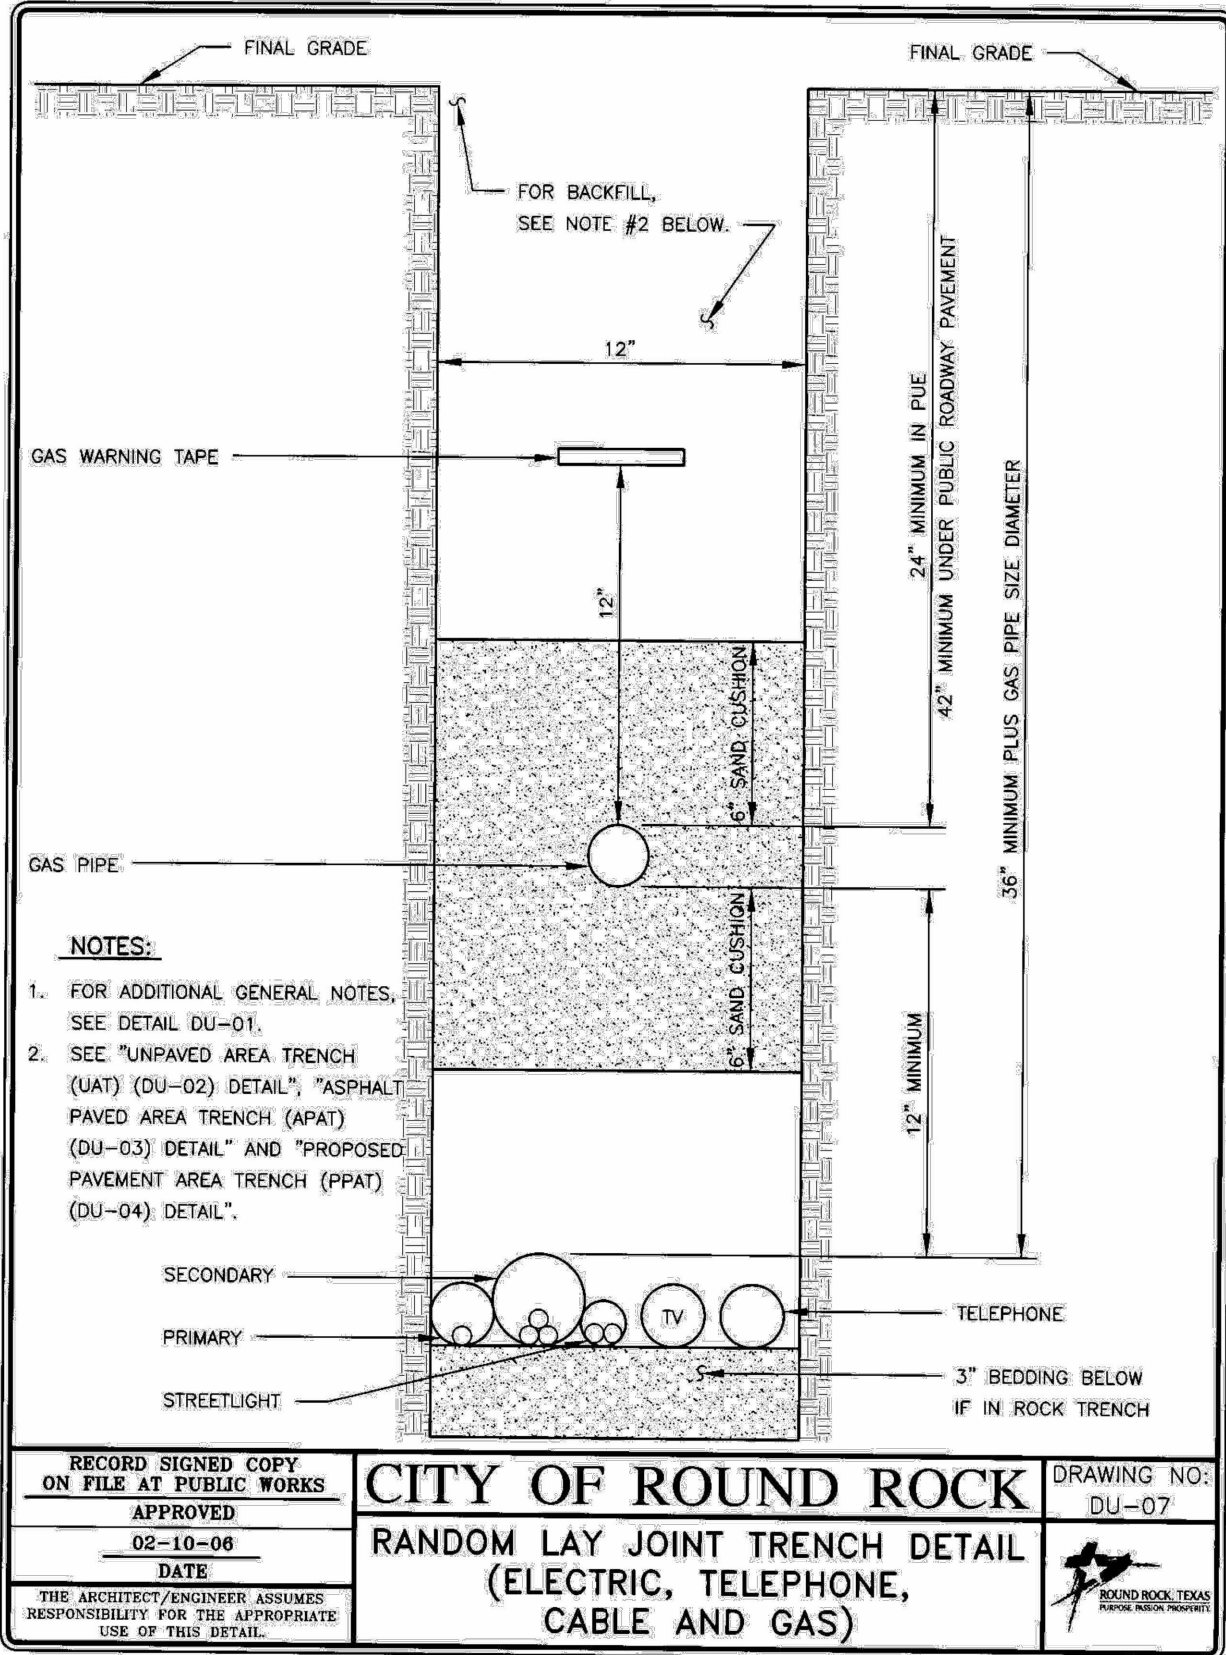 FINAL GRADE
FINAL GRADE
FOR BACKFILL,
SEE NOTE #2 BELOW.
12"
24" MINIMUM IN PUE
42" MINIMUM UNDER PUBLIC ROADWAY PAVEMENT
36" MINIMUM PLUS GAS PIPE SIZE DIAMETER
GAS WARNING TAPE
12"
6" SAND CUSHION
GAS PIPE
6" SAND CUSHION
12" MINIMUM
NOTES:
1. FOR ADDITIONAL GENERAL NOTES,
SEE DETAIL DU-01.
2. SEE "UNPAVED AREA TRENCH
(UAT) (DU-02) DETAIL", "ASPHALT
PAVED AREA TRENCH (APAT)
(DU-03) DETAIL" AND "PROPOSED
PAVEMENT AREA TRENCH (PPAT)
(DU-04) DETAIL".
SECONDARY
PRIMARY
STREETLIGHT
TV
TELEPHONE
3" BEDDING BELOW
IF IN ROCK TRENCH
RECORD SIGNED COPY
ON FILE AT PUBLIC WORKS
APPROVED
02-10-06
DATE
THE ARCHITECT/ENGINEER ASSUMES
RESPONSIBILITY FOR THE APPROPRIATE
USE OF THIS DETAIL.
CITY OF ROUND ROCK
RANDOM LAY JOINT TRENCH DETAIL
(ELECTRIC, TELEPHONE,
CABLE AND GAS)
DRAWING NO:
DU-07
ROUND ROCK, TEXAS
PURPOSE. PASSION. PROSPERITY.